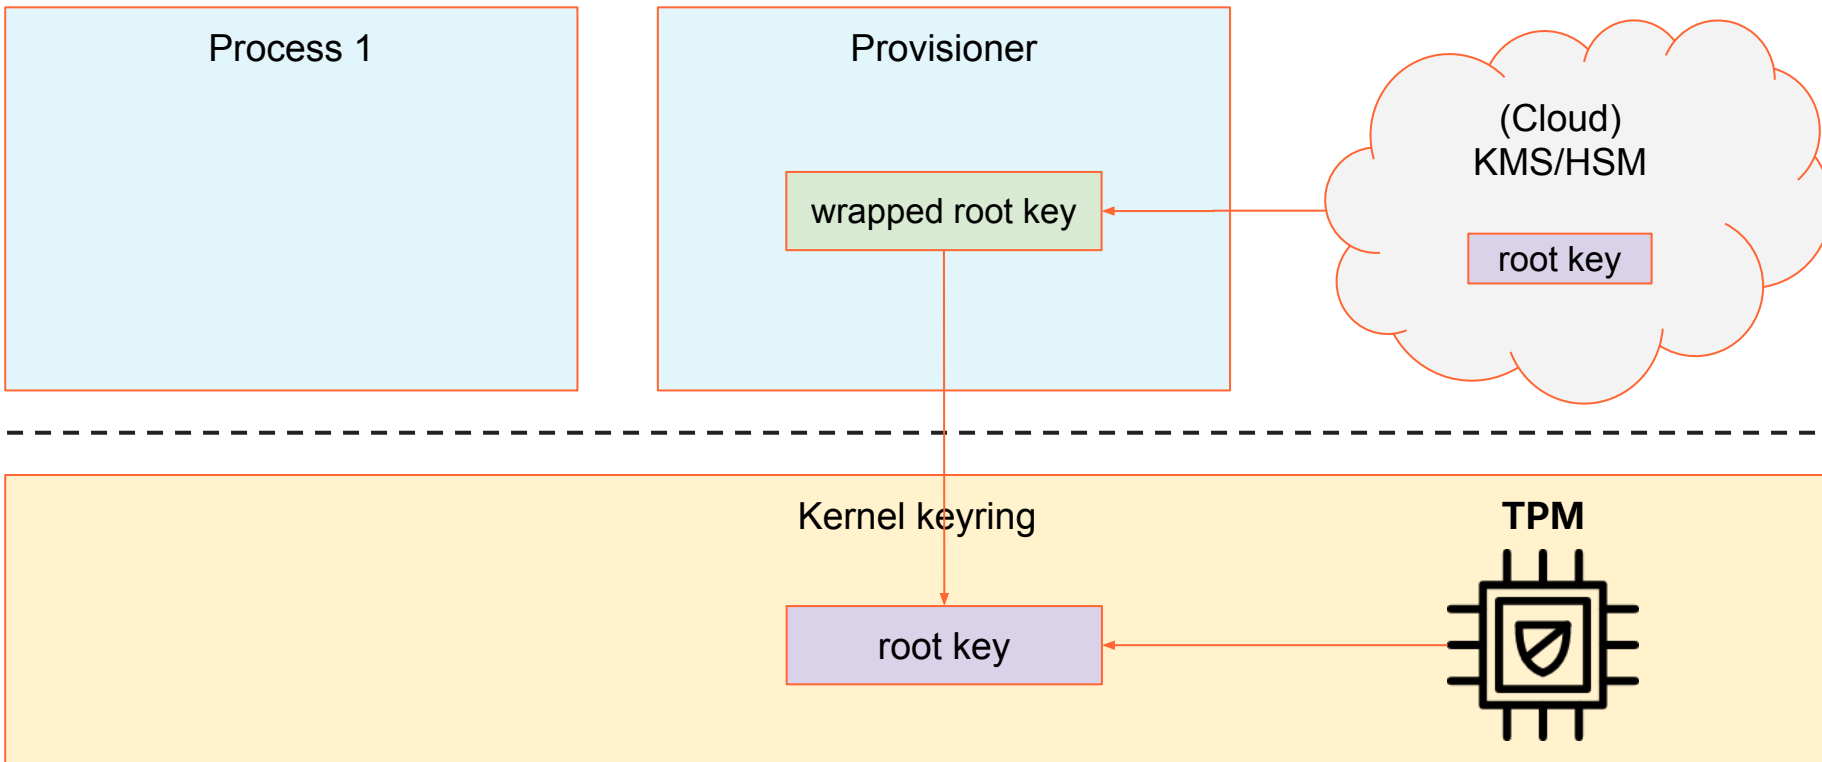 Process 1
Provisioner
(Cloud)
KMS/HSM
wrapped root key
root key
Kernel keyring
TPM
root key